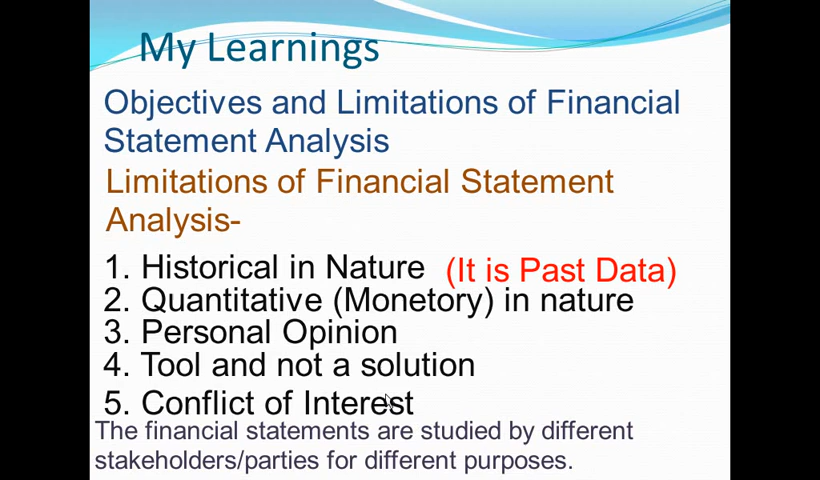 My Learnings
Objectives and Limitations of Financial
Statement Analysis
Limitations of Financial Statement
Analysis-
1. Historical in Nature (It is Past Data)
2. Quantitative (Monetory) in nature
3. Personal Opinion
4. Tool and not a solution
5. Conflict of Interest
The financial statements are studied by different
stakeholders/parties for different purposes.